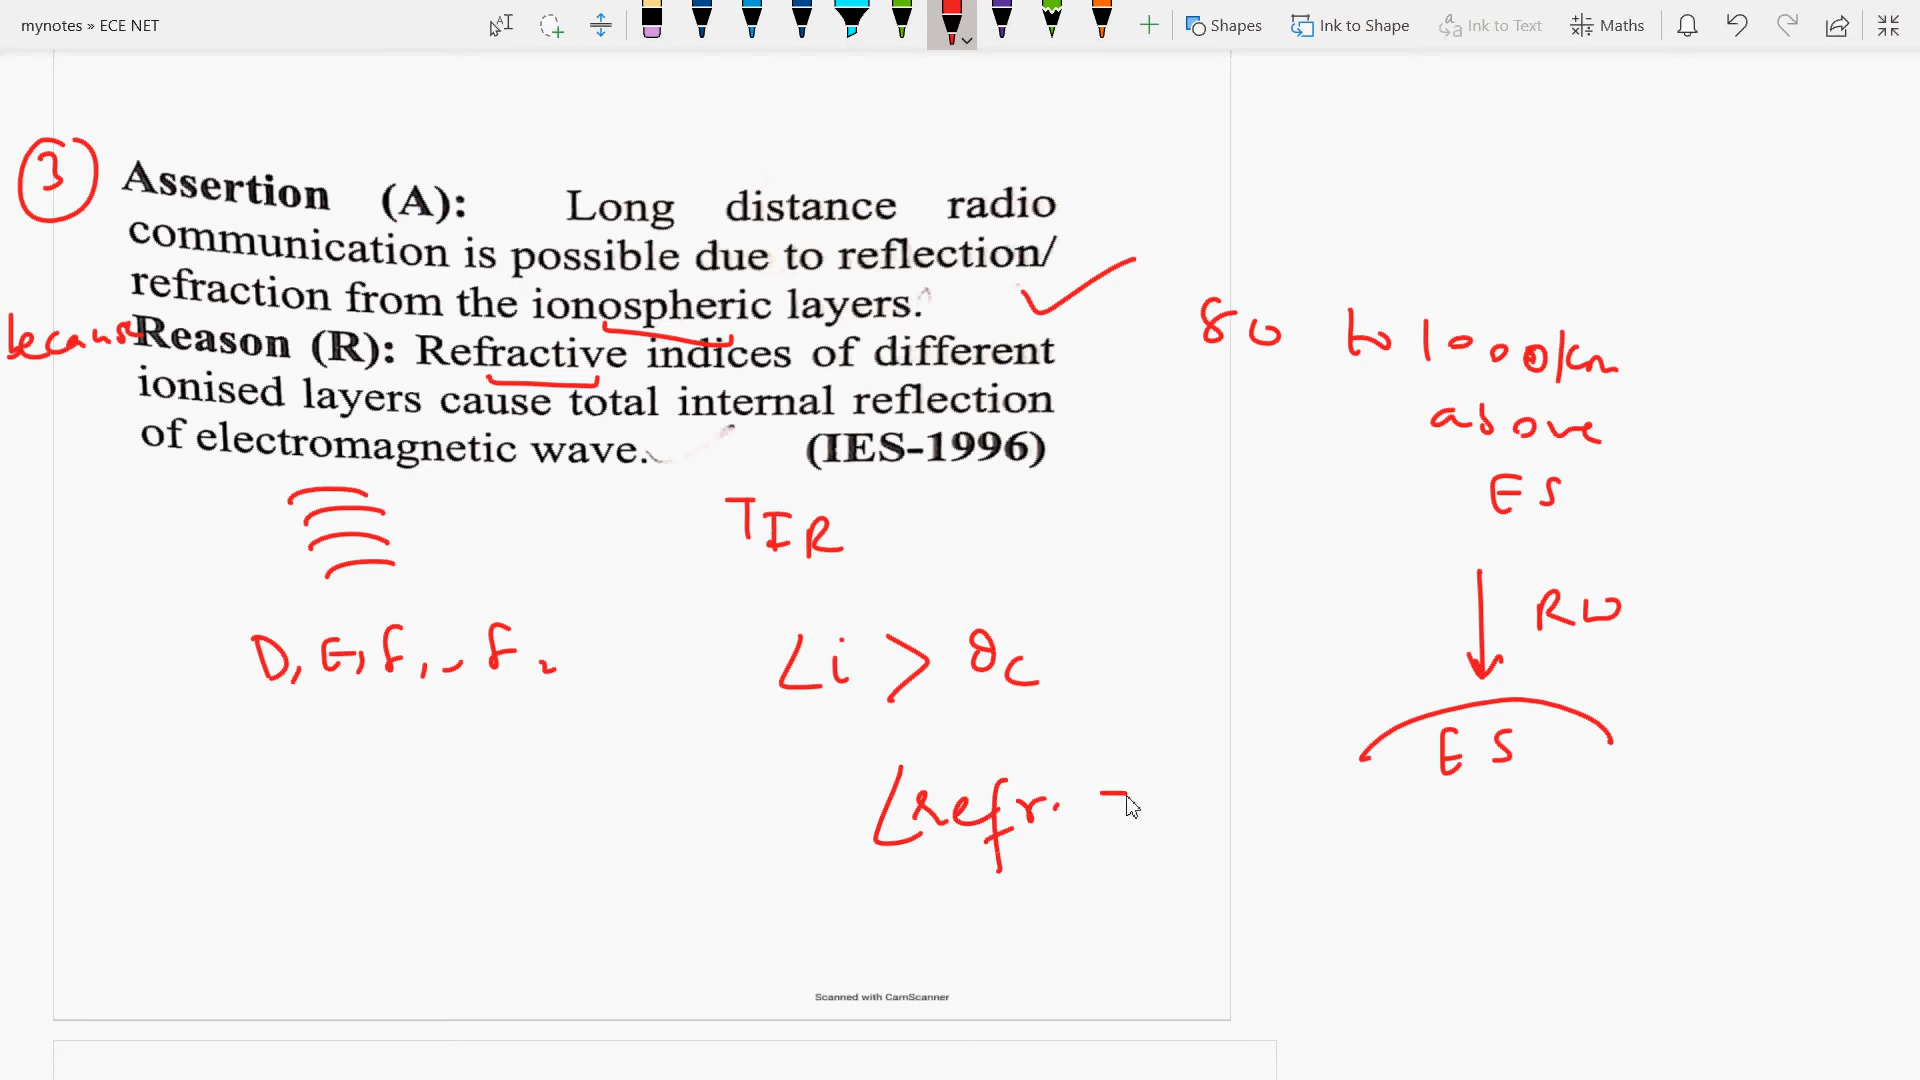 mynotes » ECE NET
Shapes
Ink to Shape
Ink to Text
Maths
3
Assertion (A): Long distance radio
communication is possible due to reflection/
refraction from the ionospheric layers.
because
Reason (R): Refractive indices of different
ionised layers cause total internal reflection
of electromagnetic wave. (IES-1996)
80 to 1000km
above
ES
TIR
RW
D, E, F1, F2
∠i > θc
ES
∠refr.
Scanned with CamScanner